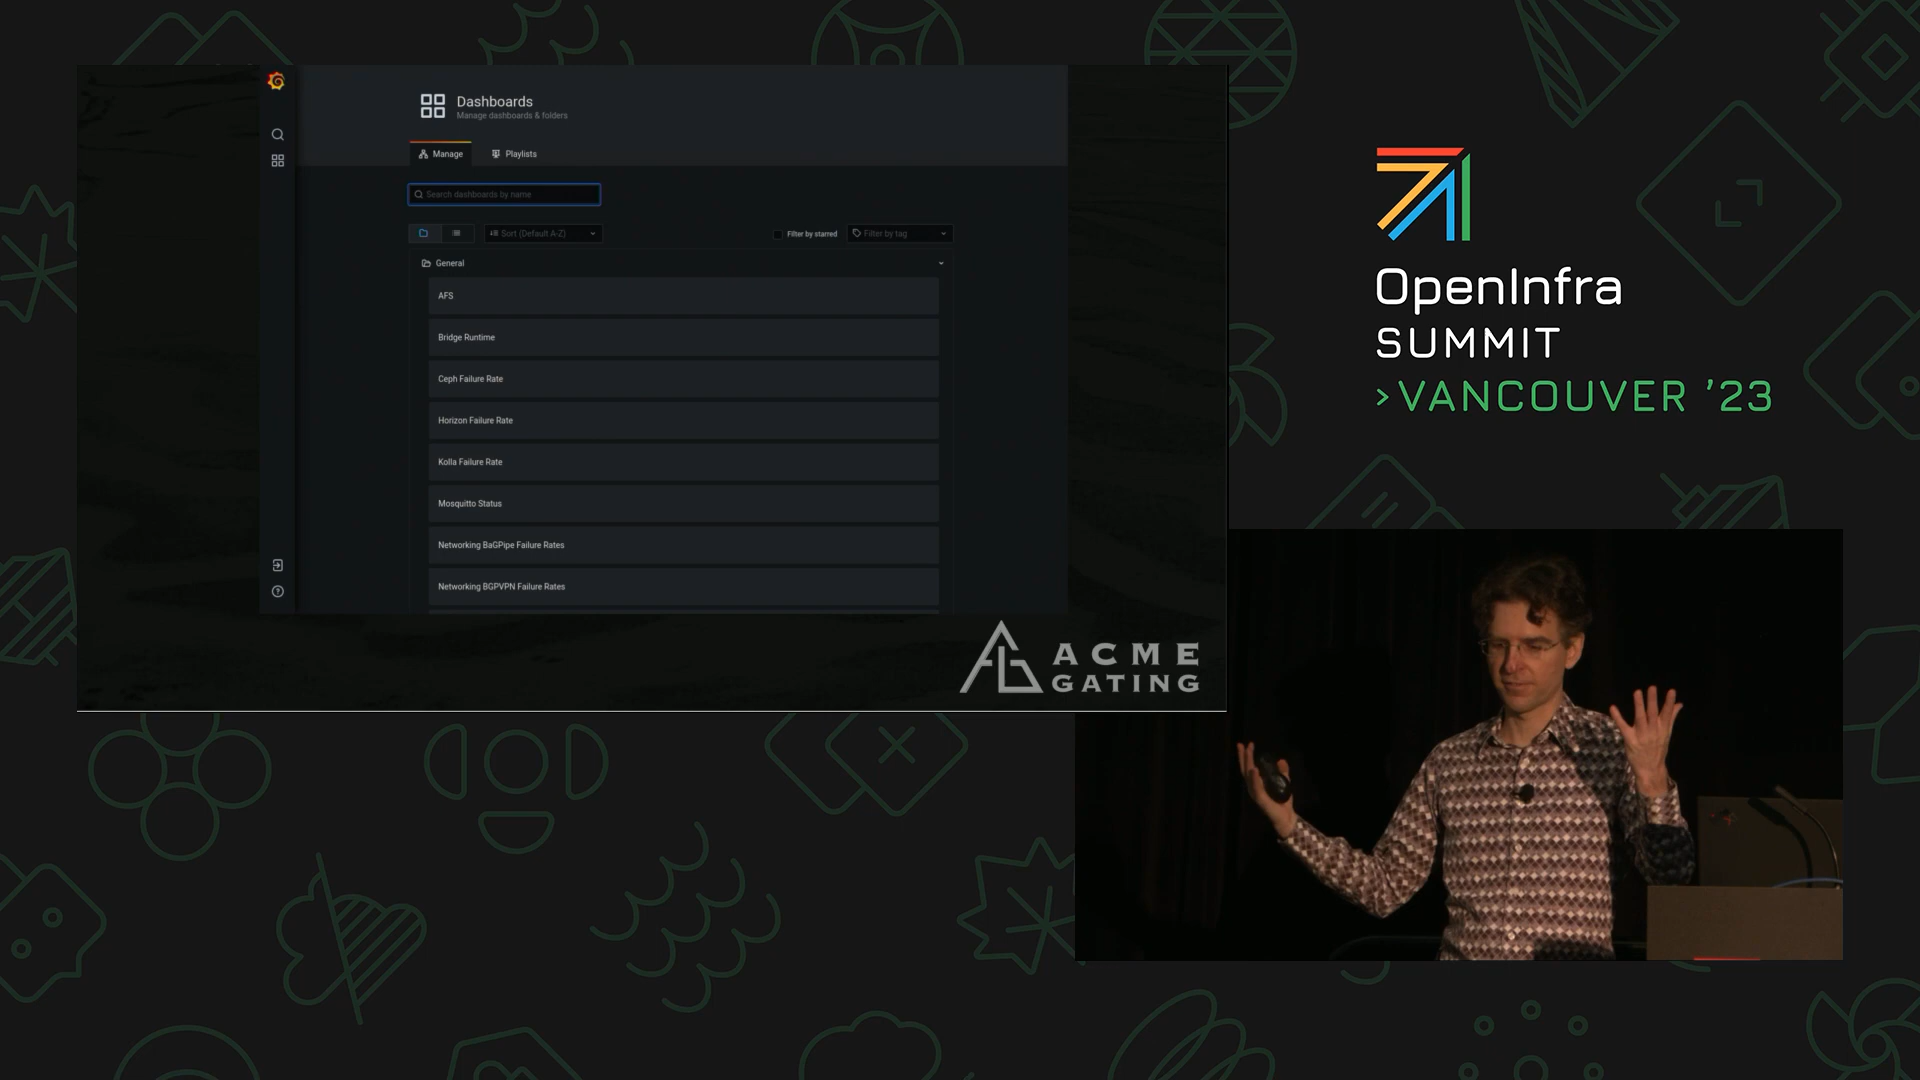 Dashboards
Manage dashboards & folders
Manage
Playlists
Search dashboards by name
Sort (Default A-Z)
Filter by starred
Filter by tag
General
AFS
Bridge Runtime
Ceph Failure Rate
Horizon Failure Rate
Kolla Failure Rate
Mosquitto Status
Networking BaGPipe Failure Rates
Networking BGPVPN Failure Rates
ACME
GATING
OpenInfra
SUMMIT
>VANCOUVER '23